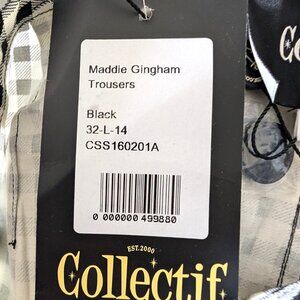 Maddie Gingham
Trousers
Black
32-L-14
CSS160201A
0 000000 499880
EST. 2000
Collectif